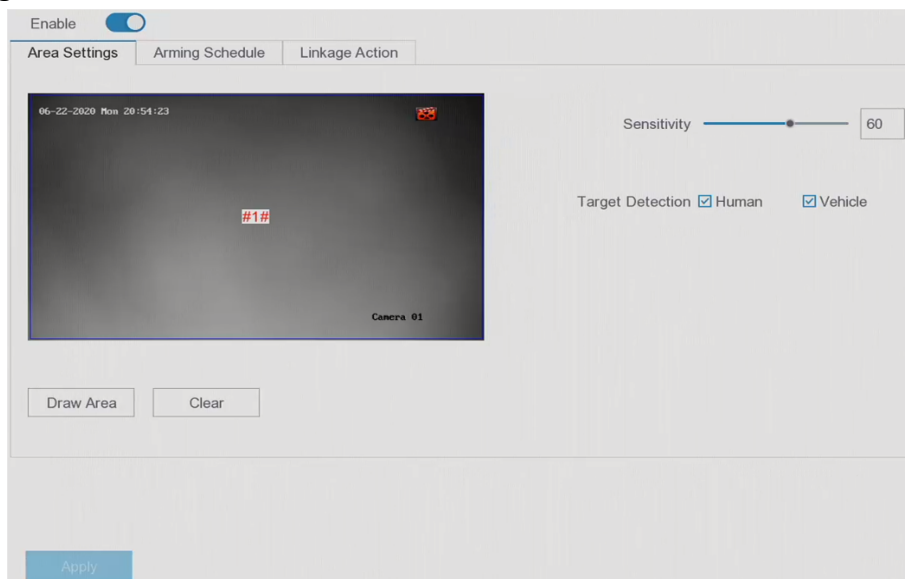 Enable
Area Settings
Arming Schedule
Linkage Action
06-22-2020 Mon 20:54:23
#1#
Camera 01
Sensitivity
60
Target Detection
Human
Vehicle
Draw Area
Clear
Apply